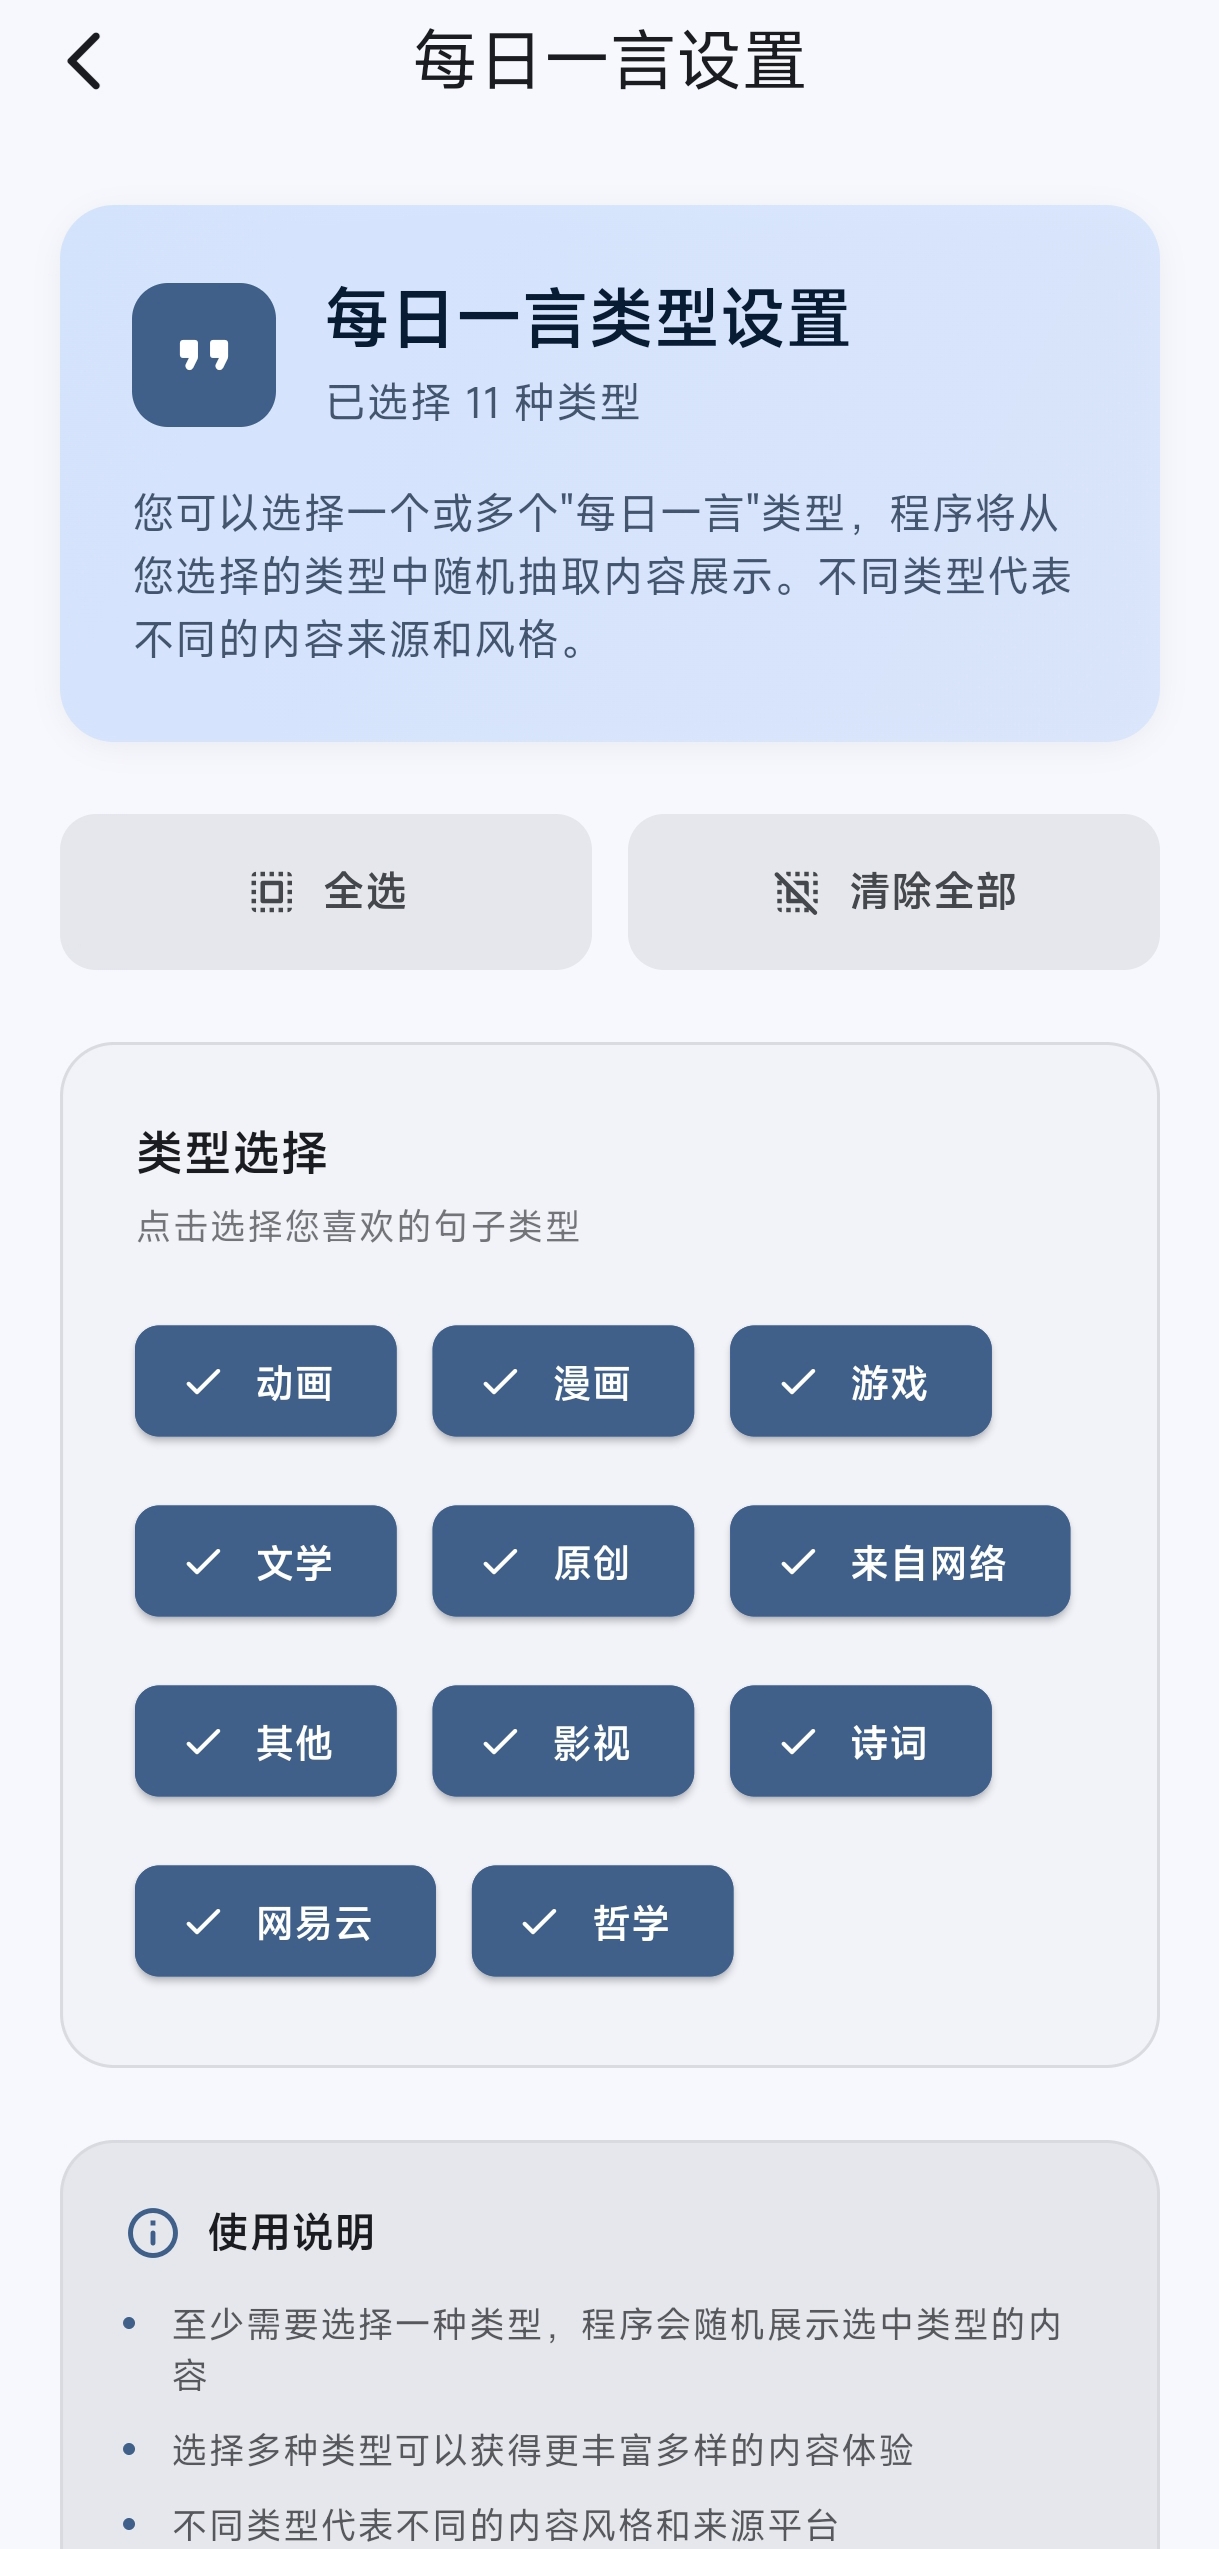 每日一言设置
每日一言类型设置
已选择 11 种类型
您可以选择一个或多个"每日一言"类型，程序将从
您选择的类型中随机抽取内容展示。不同类型代表
不同的内容来源和风格。
全选
清除全部
类型选择
点击选择您喜欢的句子类型
动画
漫画
游戏
文学
原创
来自网络
其他
影视
诗词
网易云
哲学
使用说明
至少需要选择一种类型，程序会随机展示选中类型的内
容
选择多种类型可以获得更丰富多样的内容体验
不同类型代表不同的内容风格和来源平台